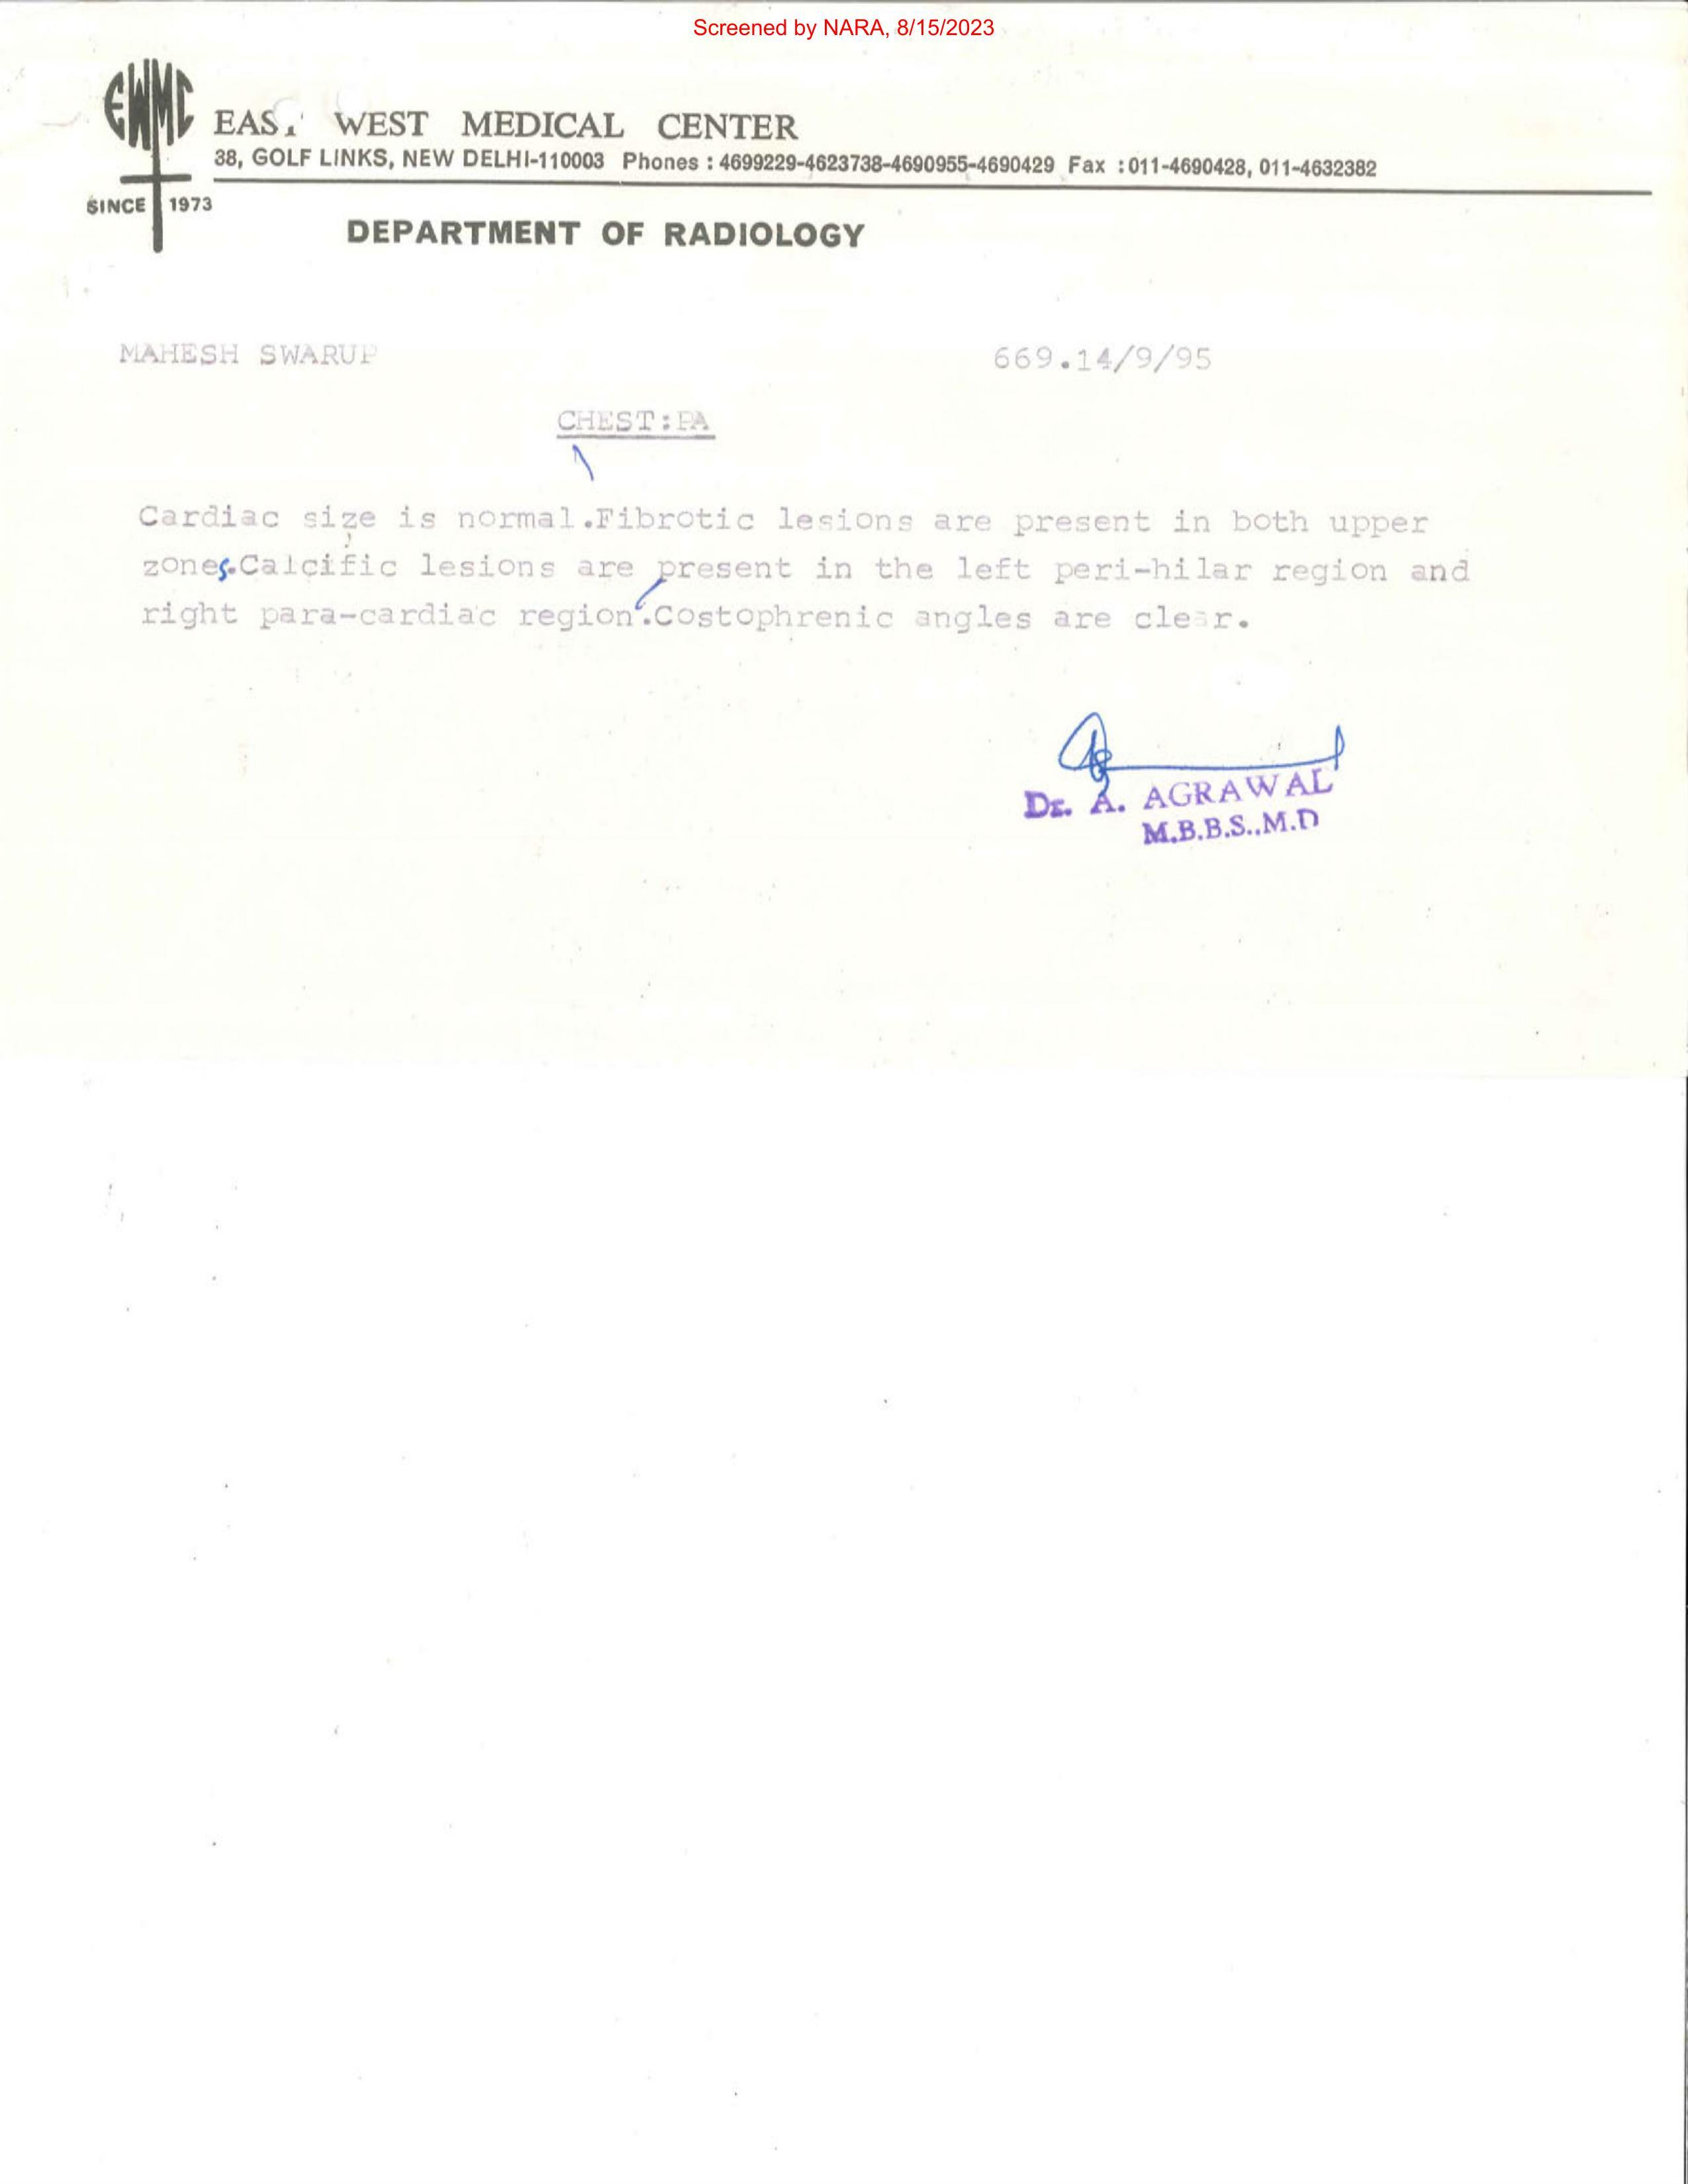 Screened by NARA, 8/15/2023
EWMC
EAST WEST MEDICAL CENTER
38, GOLF LINKS, NEW DELHI-110003 Phones : 4699229-4623738-4690955-4690429 Fax : 011-4690428, 011-4632382
SINCE 1973
DEPARTMENT OF RADIOLOGY
MAHESH SWARUP 669.14/9/95
CHEST:PA
Cardiac size is normal.Fibrotic lesions are present in both upper
zones.Calcific lesions are present in the left peri-hilar region and
right para-cardiac region.Costophrenic angles are clear.
Dr. A. AGRAWAL
M.B.B.S.,M.D